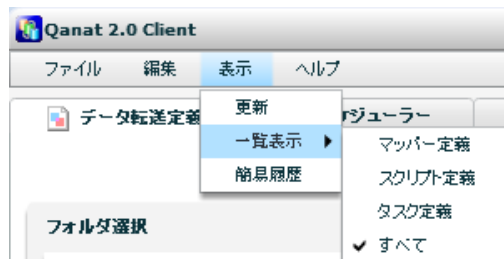 Qanat 2.0 Client
ファイル 編集 表示 ヘルプ
データ転送定義
ジューラー
更新
一覧表示
簡易履歴
マッパー定義
スクリプト定義
タスク定義
すべて
フォルダ選択